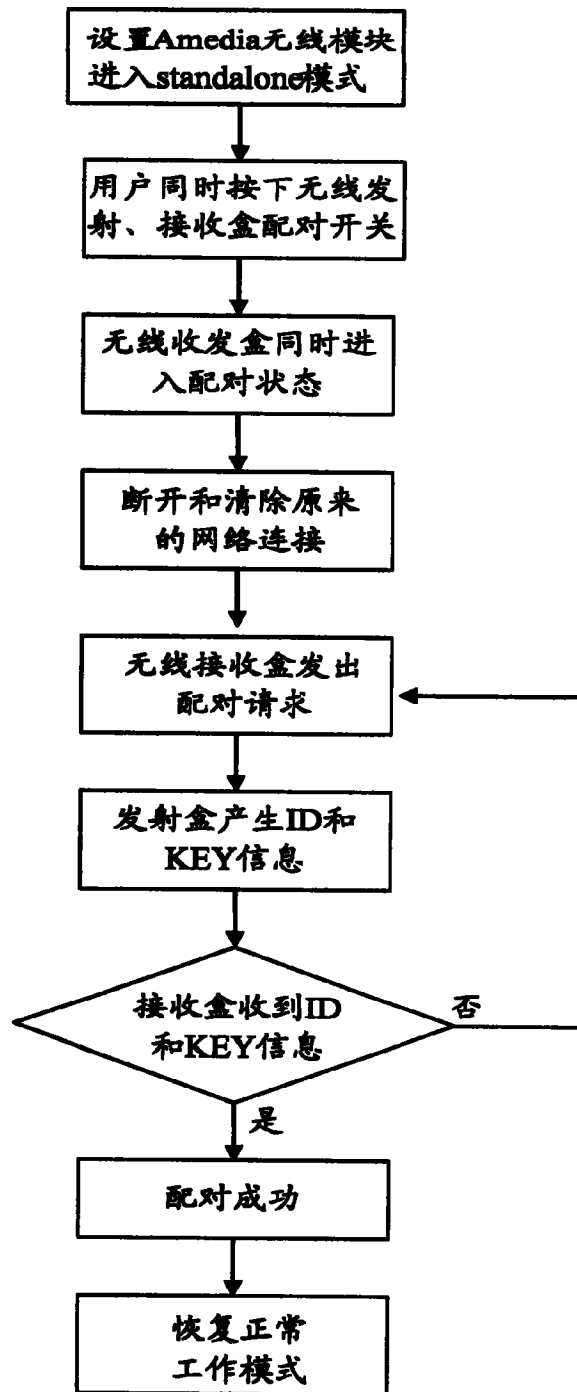 设置Amedia无线模块
进入standalone模式
用户同时按下无线发
射、接收盒配对开关
无线收发盒同时进
入配对状态
断开和清除原来
的网络连接
无线接收盒发出
配对请求
发射盒产生ID和
KEY信息
接收盒收到ID
和KEY信息
否
是
配对成功
恢复正常
工作模式